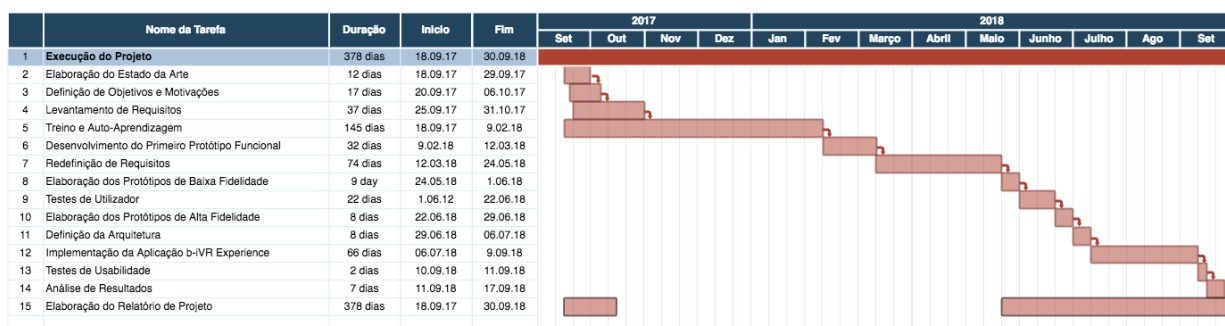 2017 2018
Nome da Tarefa Duração Inicio Fim Set Out Nov Dez Jan Fev Março Abril Maio Junho Julho Ago Set
1 Execução do Projeto 378 dias 18.09.17 30.09.18
2 Elaboração do Estado da Arte 12 dias 18.09.17 29.09.17
3 Definição de Objetivos e Motivações 17 dias 20.09.17 06.10.17
4 Levantamento de Requisitos 37 dias 25.09.17 31.10.17
5 Treino e Auto-Aprendizagem 145 dias 18.09.17 9.02.18
6 Desenvolvimento do Primeiro Protótipo Funcional 32 dias 9.02.18 12.03.18
7 Redefinição de Requisitos 74 dias 12.03.18 24.05.18
8 Elaboração dos Protótipos de Baixa Fidelidade 9 day 24.05.18 1.06.18
9 Testes de Utilizador 22 dias 1.06.12 22.06.18
10 Elaboração dos Protótipos de Alta Fidelidade 8 dias 22.06.18 29.06.18
11 Definição da Arquitetura 8 dias 29.06.18 06.07.18
12 Implementação da Aplicação b-iVR Experience 66 dias 06.07.18 9.09.18
13 Testes de Usabilidade 2 dias 10.09.18 11.09.18
14 Análise de Resultados 7 dias 11.09.18 17.09.18
15 Elaboração do Relatório de Projeto 378 dias 18.09.17 30.09.18